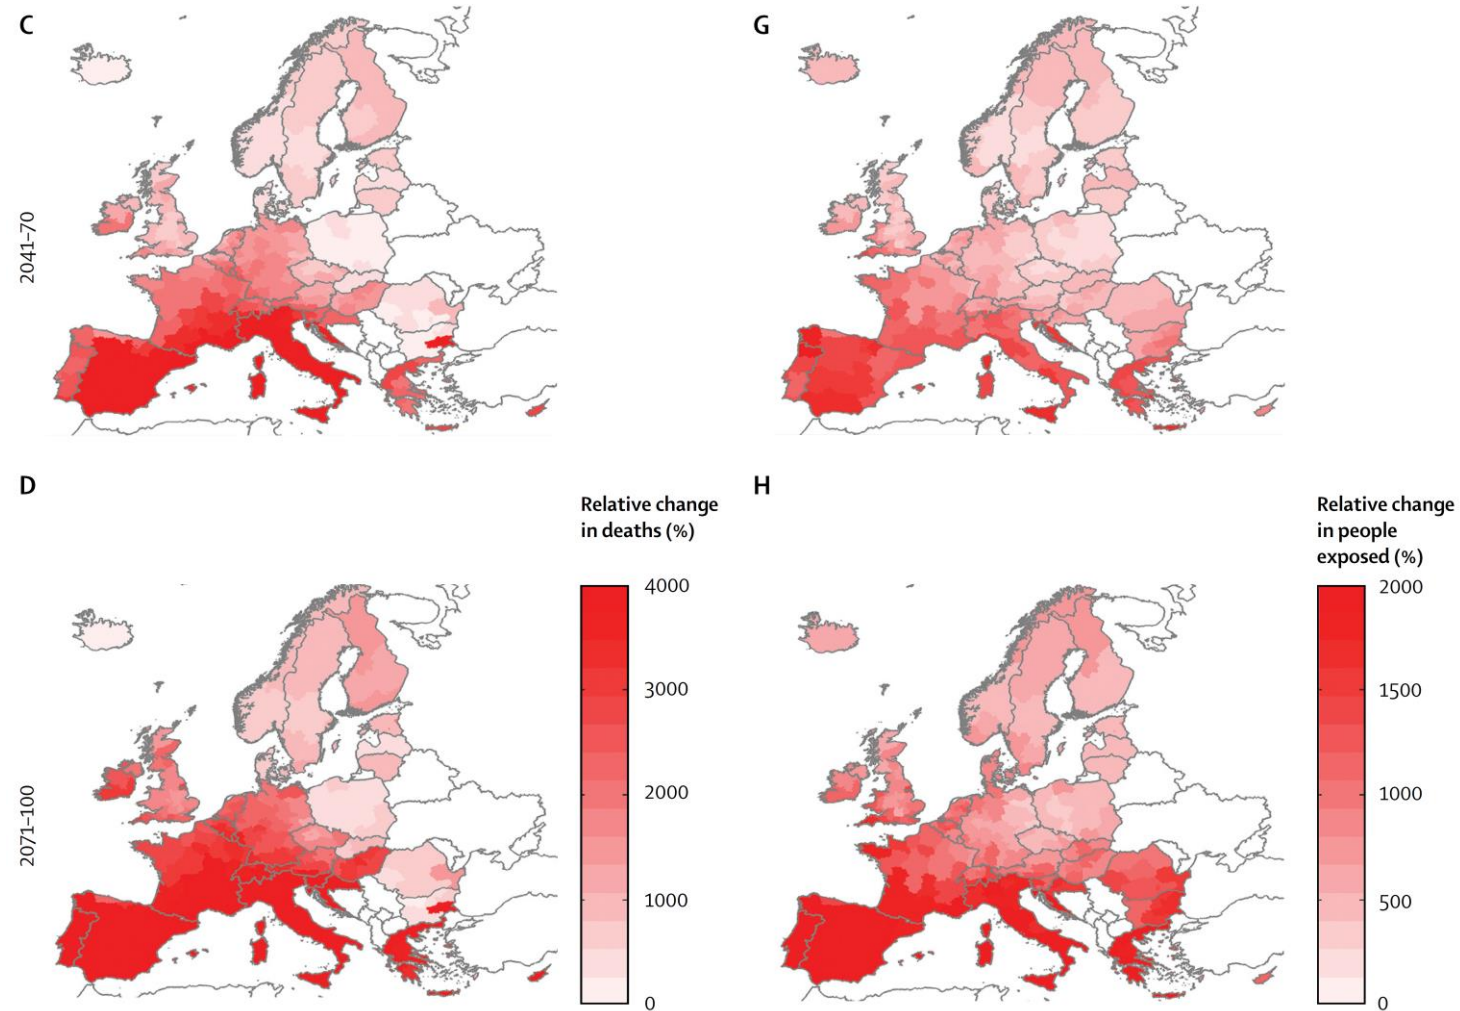 C
G
2041–70
D
H
2071–100
Relative change
in deaths (%)
4000
3000
2000
1000
0
Relative change
in people
exposed (%)
2000
1500
1000
500
0